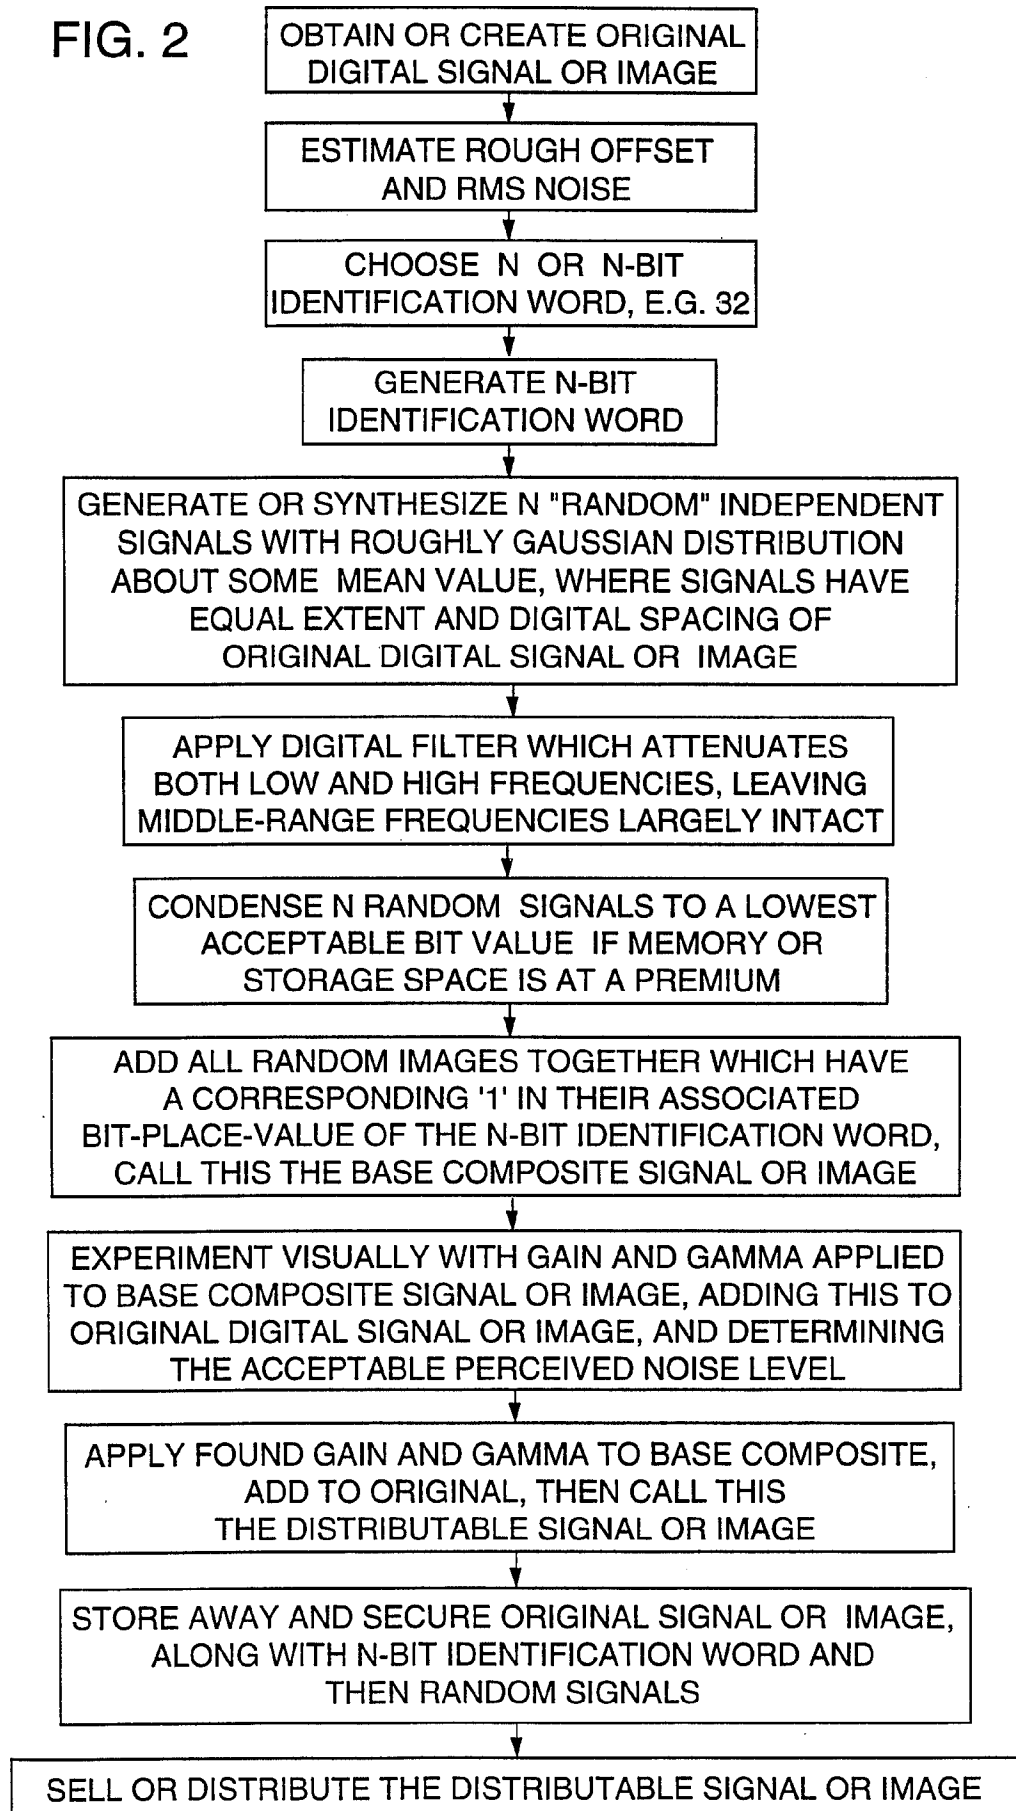 FIG. 2
OBTAIN OR CREATE ORIGINAL
DIGITAL SIGNAL OR IMAGE
ESTIMATE ROUGH OFFSET
AND RMS NOISE
CHOOSE N OR N-BIT
IDENTIFICATION WORD, E.G. 32
GENERATE N-BIT
IDENTIFICATION WORD
GENERATE OR SYNTHESIZE N "RANDOM" INDEPENDENT
SIGNALS WITH ROUGHLY GAUSSIAN DISTRIBUTION
ABOUT SOME MEAN VALUE, WHERE SIGNALS HAVE
EQUAL EXTENT AND DIGITAL SPACING OF
ORIGINAL DIGITAL SIGNAL OR IMAGE
APPLY DIGITAL FILTER WHICH ATTENUATES
BOTH LOW AND HIGH FREQUENCIES, LEAVING
MIDDLE-RANGE FREQUENCIES LARGELY INTACT
CONDENSE N RANDOM SIGNALS TO A LOWEST
ACCEPTABLE BIT VALUE IF MEMORY OR
STORAGE SPACE IS AT A PREMIUM
ADD ALL RANDOM IMAGES TOGETHER WHICH HAVE
A CORRESPONDING '1' IN THEIR ASSOCIATED
BIT-PLACE-VALUE OF THE N-BIT IDENTIFICATION WORD,
CALL THIS THE BASE COMPOSITE SIGNAL OR IMAGE
EXPERIMENT VISUALLY WITH GAIN AND GAMMA APPLIED
TO BASE COMPOSITE SIGNAL OR IMAGE, ADDING THIS TO
ORIGINAL DIGITAL SIGNAL OR IMAGE, AND DETERMINING
THE ACCEPTABLE PERCEIVED NOISE LEVEL
APPLY FOUND GAIN AND GAMMA TO BASE COMPOSITE,
ADD TO ORIGINAL, THEN CALL THIS
THE DISTRIBUTABLE SIGNAL OR IMAGE
STORE AWAY AND SECURE ORIGINAL SIGNAL OR IMAGE,
ALONG WITH N-BIT IDENTIFICATION WORD AND
THEN RANDOM SIGNALS
SELL OR DISTRIBUTE THE DISTRIBUTABLE SIGNAL OR IMAGE